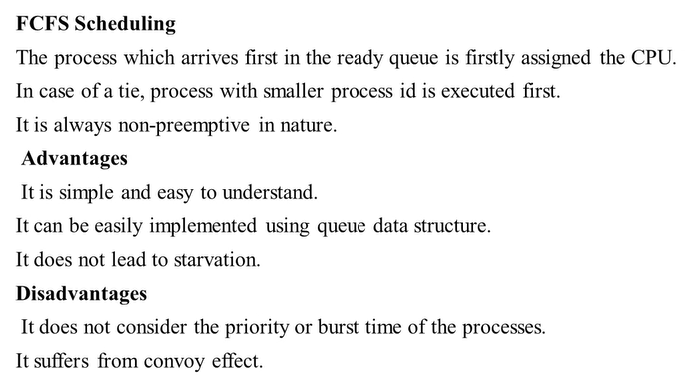 FCFS Scheduling
The process which arrives first in the ready queue is firstly assigned the CPU.
In case of a tie, process with smaller process id is executed first.
It is always non-preemptive in nature.
Advantages
It is simple and easy to understand.
It can be easily implemented using queue data structure.
It does not lead to starvation.
Disadvantages
It does not consider the priority or burst time of the processes.
It suffers from convoy effect.